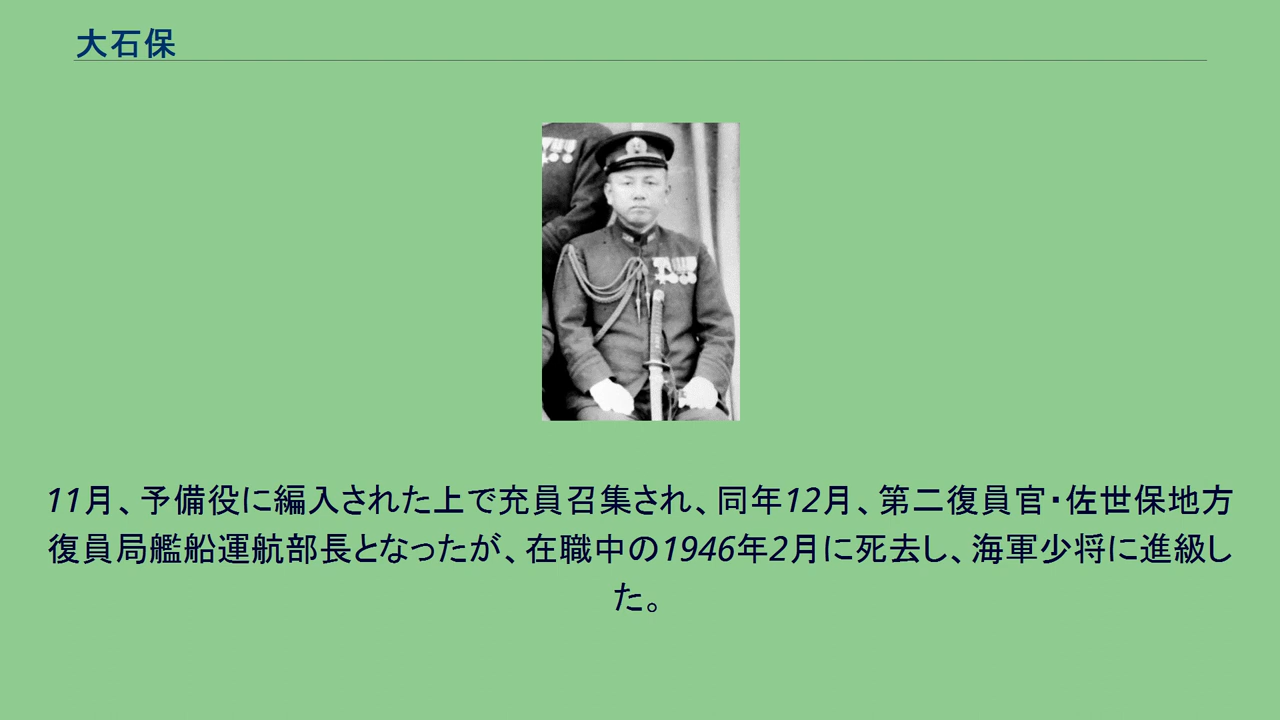 大石保
11月、予備役に編入された上で充員召集され、同年12月、第二復員官・佐世保地方
復員局艦船運航部長となったが、在職中の1946年2月に死去し、海軍少将に進級し
た。